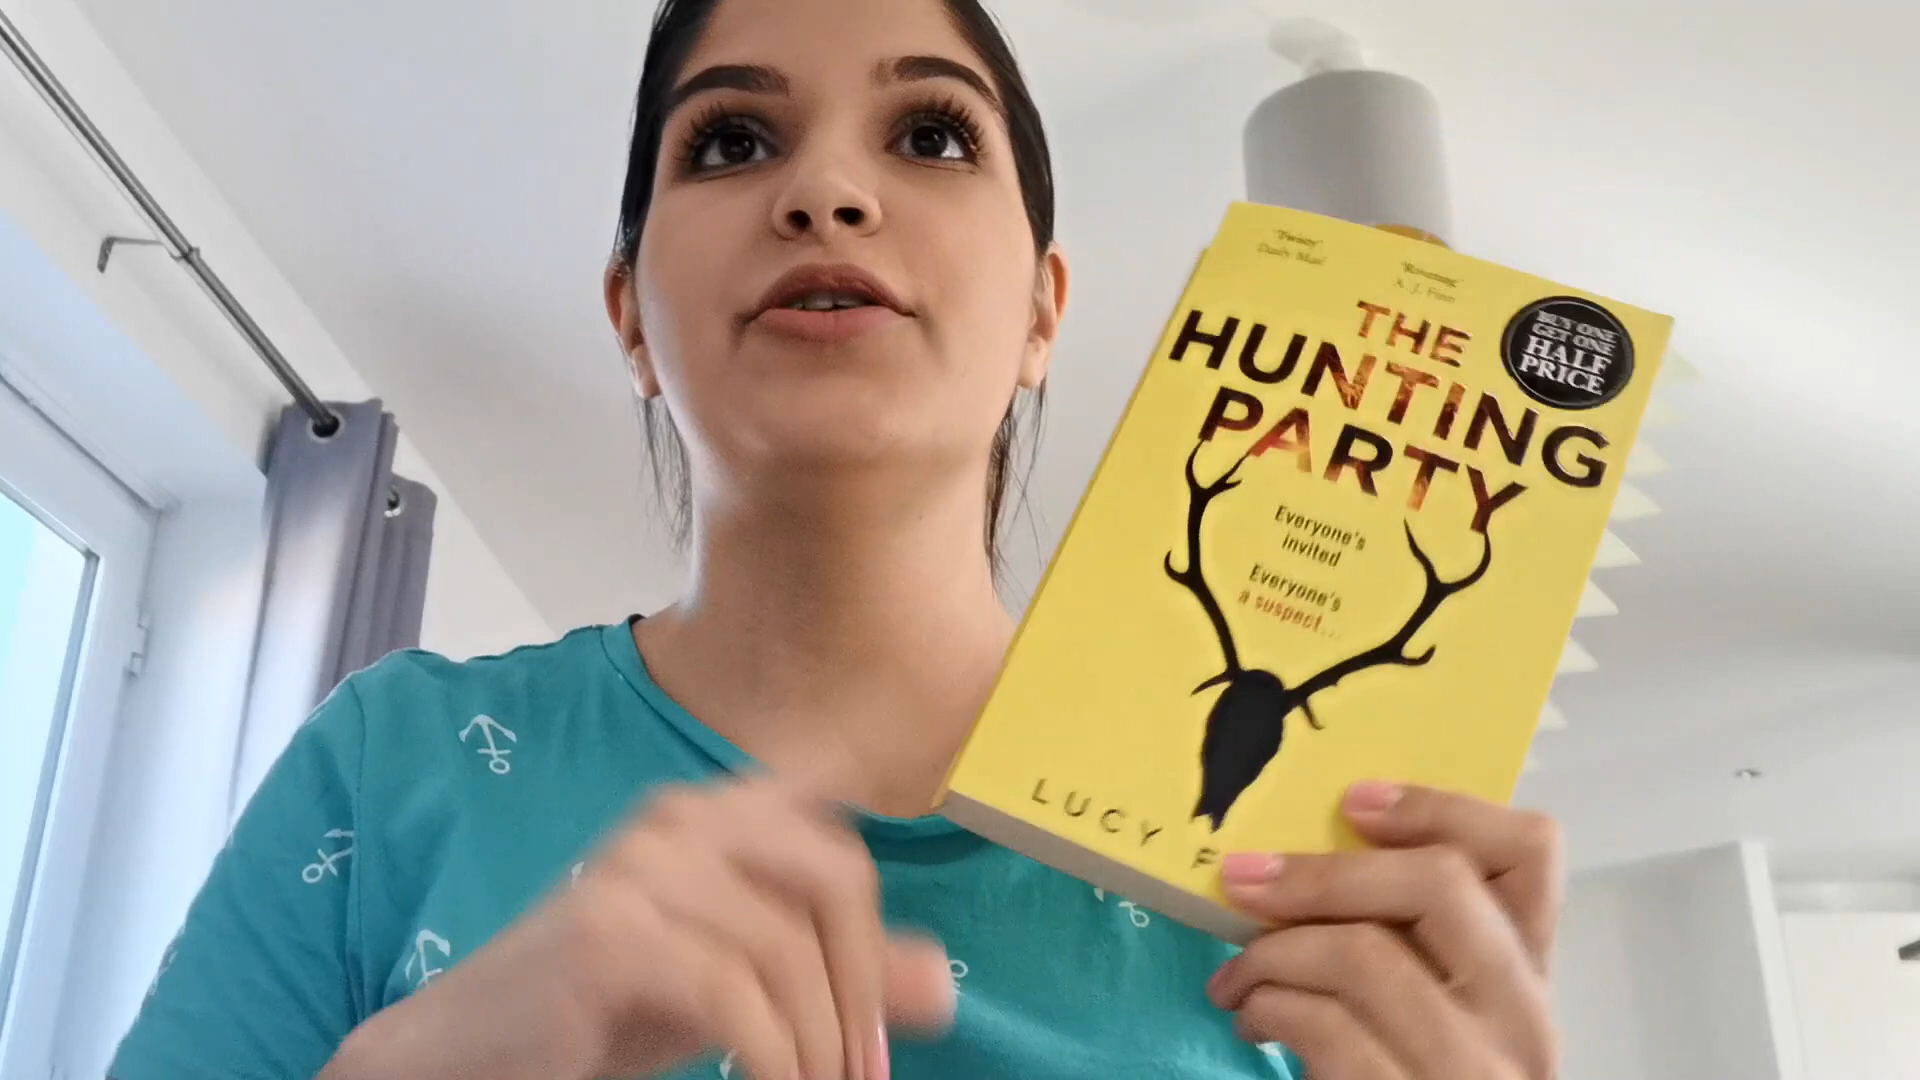 'Twisty'
Daily Mail
'Riveting'
A. J. Finn
THE
HUNTING
PARTY
BUY ONE
GET ONE
HALF
PRICE
Everyone's
invited
Everyone's
a suspect...
LUCY F